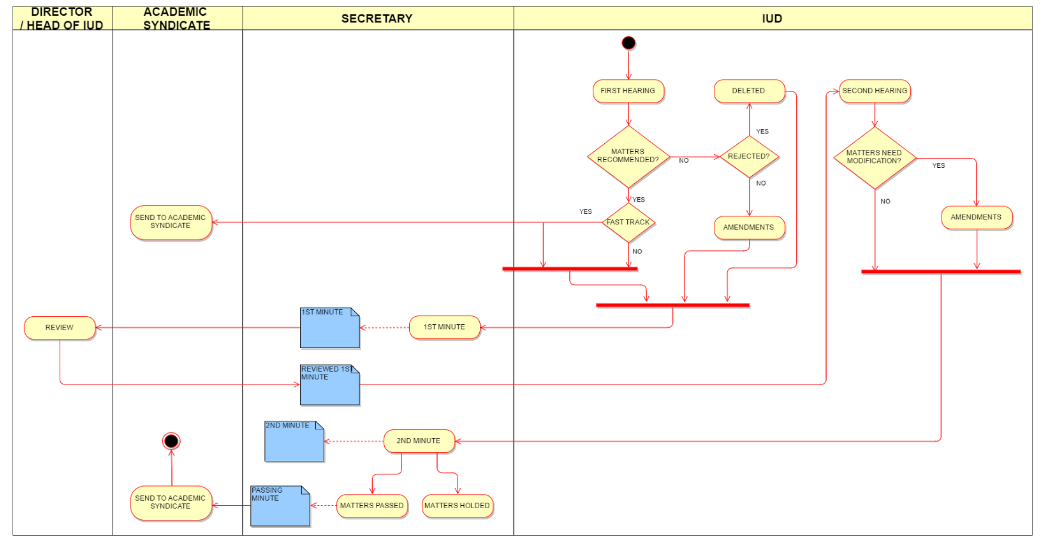 DIRECTOR
/ HEAD OF IUD
ACADEMIC
SYNDICATE
SECRETARY
IUD
FIRST HEARING
DELETED
SECOND HEARING
YES
MATTERS
RECOMMENDED?
NO
REJECTED?
MATTERS NEED
MODIFICATION?
YES
NO
YES
NO
SEND TO ACADEMIC
SYNDICATE
YES
FAST TRACK
AMENDMENTS
AMENDMENTS
NO
1ST MINUTE
REVIEW
1ST MINUTE
REVIEWED 1ST
MINUTE
2ND MINUTE
2ND MINUTE
SEND TO ACADEMIC
SYNDICATE
PASSING
MINUTE
MATTERS PASSED
MATTERS HOLDED